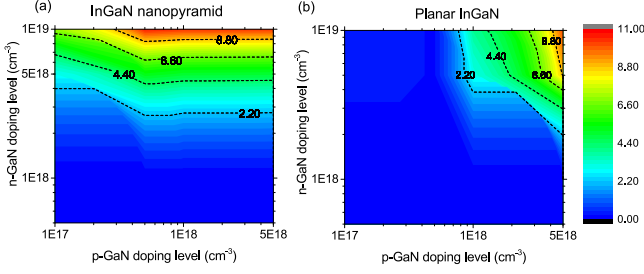 (a)
InGaN nanopyramid
n-GaN doping level (cm⁻³)
1E19
5E18
1E18
8.80
6.60
4.40
2.20
1E17
1E18
5E18
p-GaN doping level (cm⁻³)
(b)
Planar InGaN
n-GaN doping level (cm⁻³)
1E19
5E18
1E18
2.20
4.40
6.60
8.80
1E17
1E18
5E18
p-GaN doping level (cm⁻³)
11.00
8.80
6.60
4.40
2.20
0.00